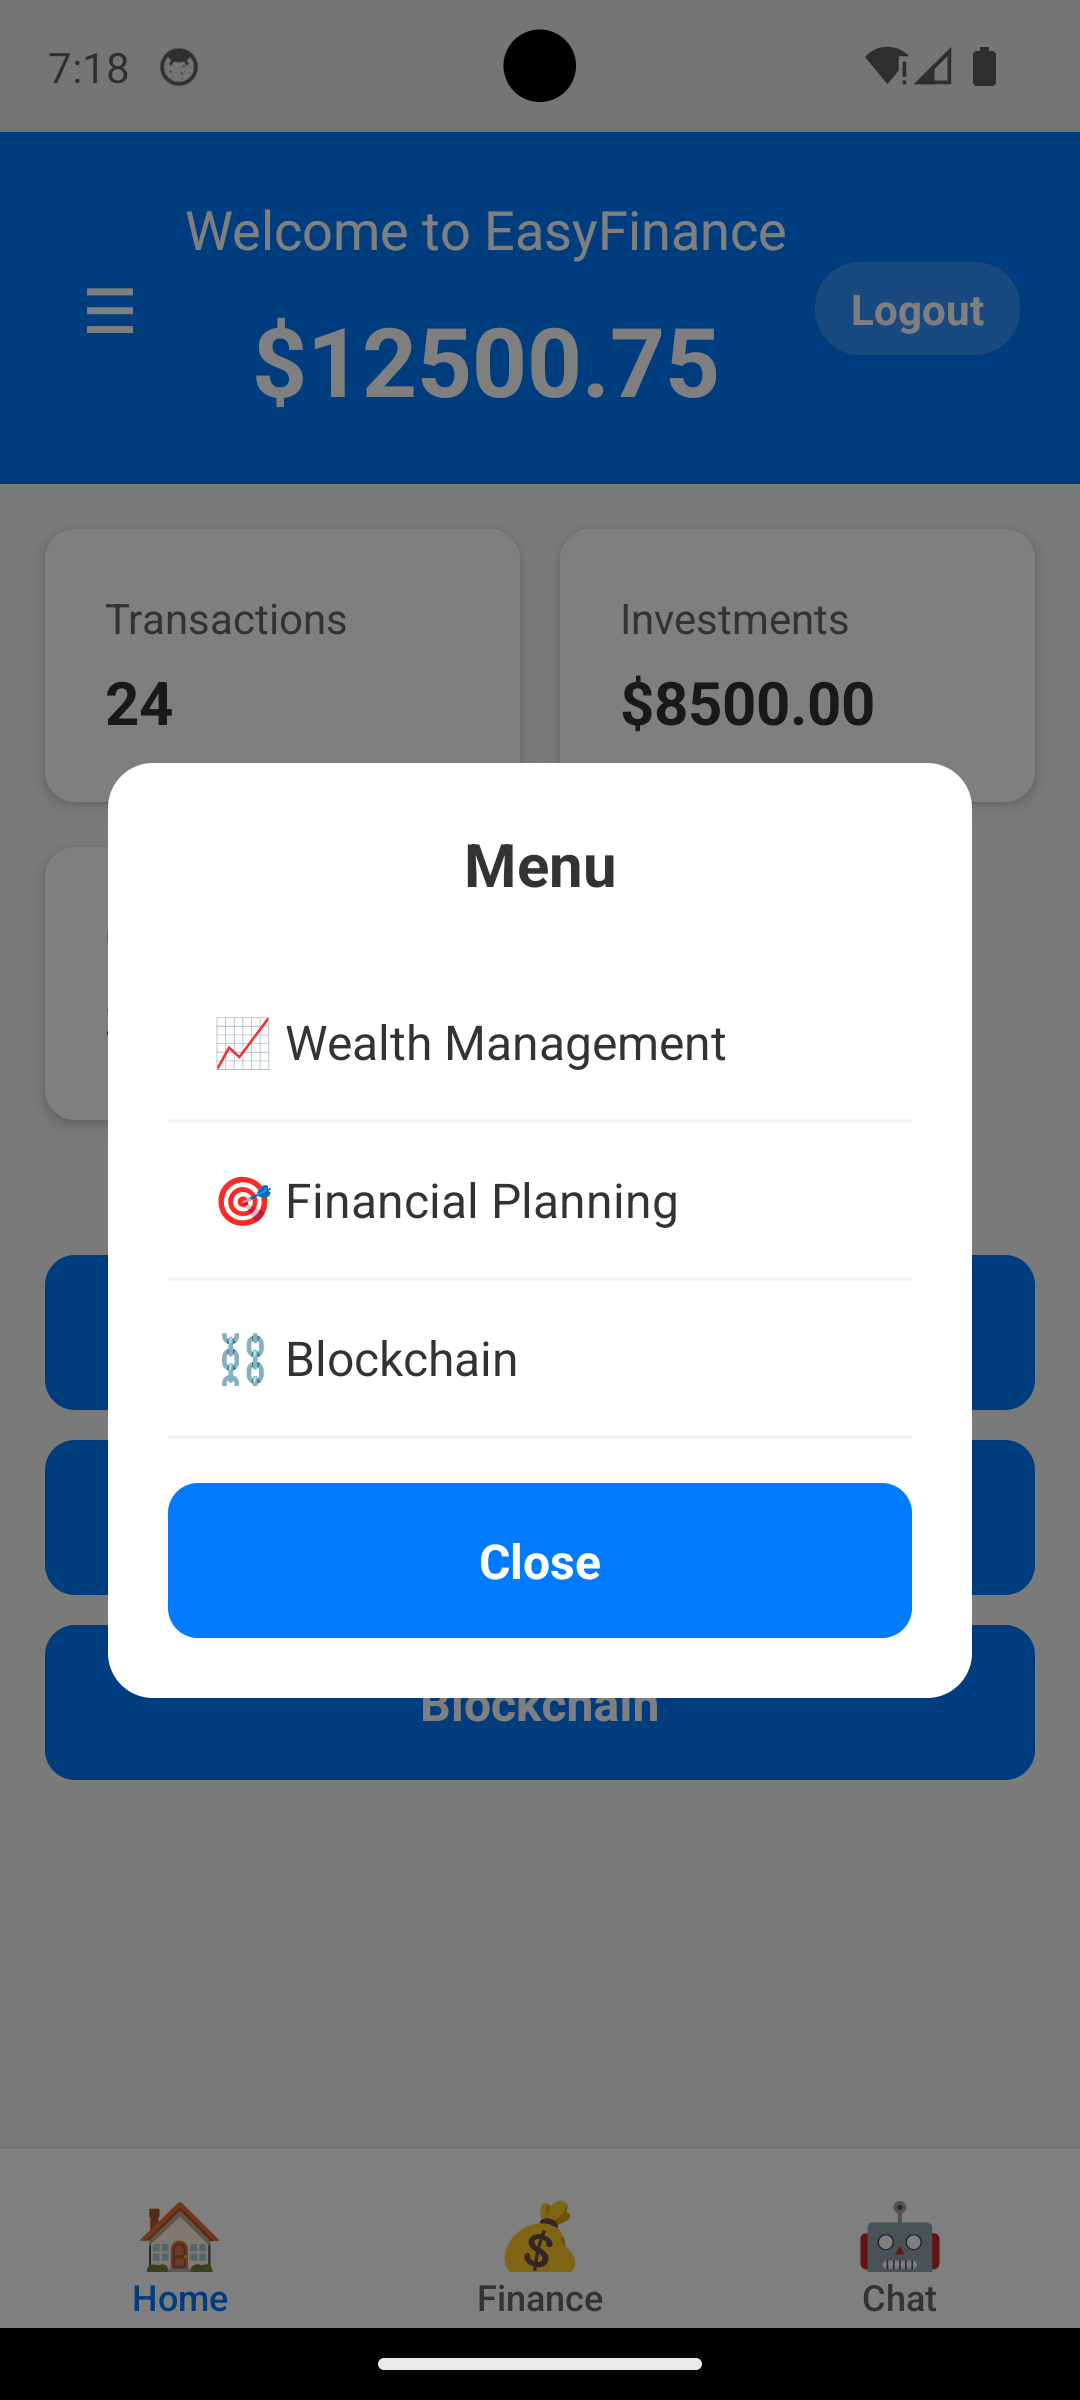 7:18
Welcome to EasyFinance
$12500.75
Logout
Transactions
24
Investments
$8500.00
Menu
Wealth Management
Financial Planning
Blockchain
Close
Blockchain
Home
Finance
Chat